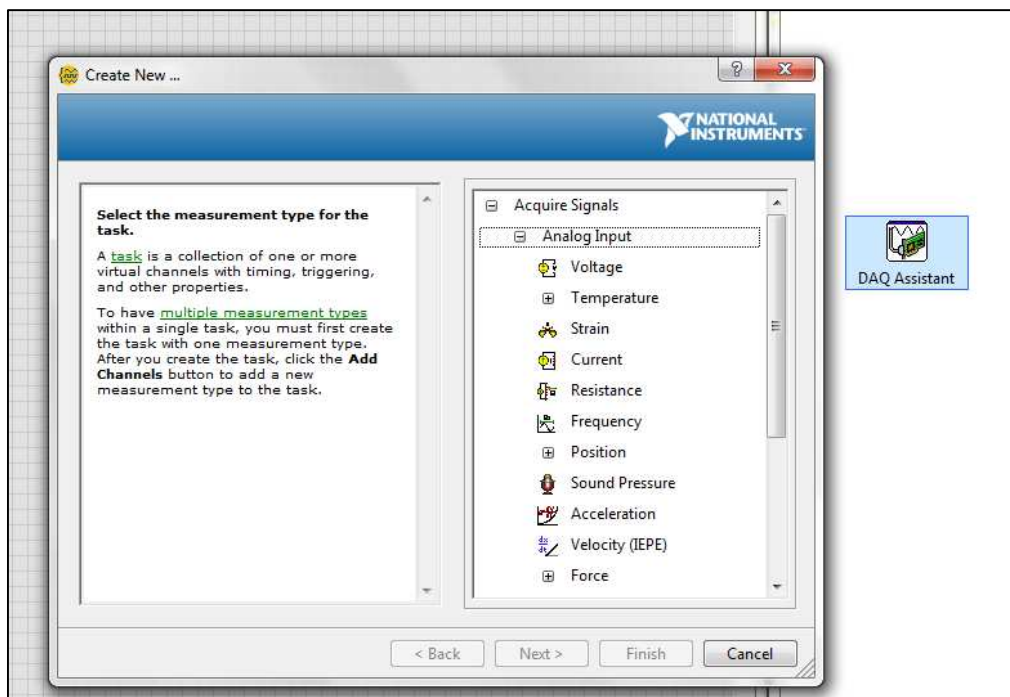 Create New ...
NATIONAL
INSTRUMENTS
Select the measurement type for the
task.
A task is a collection of one or more
virtual channels with timing, triggering,
and other properties.
To have multiple measurement types
within a single task, you must first create
the task with one measurement type.
After you create the task, click the Add
Channels button to add a new
measurement type to the task.
Acquire Signals
Analog Input
Voltage
Temperature
Strain
Current
Resistance
Frequency
Position
Sound Pressure
Acceleration
Velocity (IEPE)
Force
< Back
Next >
Finish
Cancel
DAQ Assistant